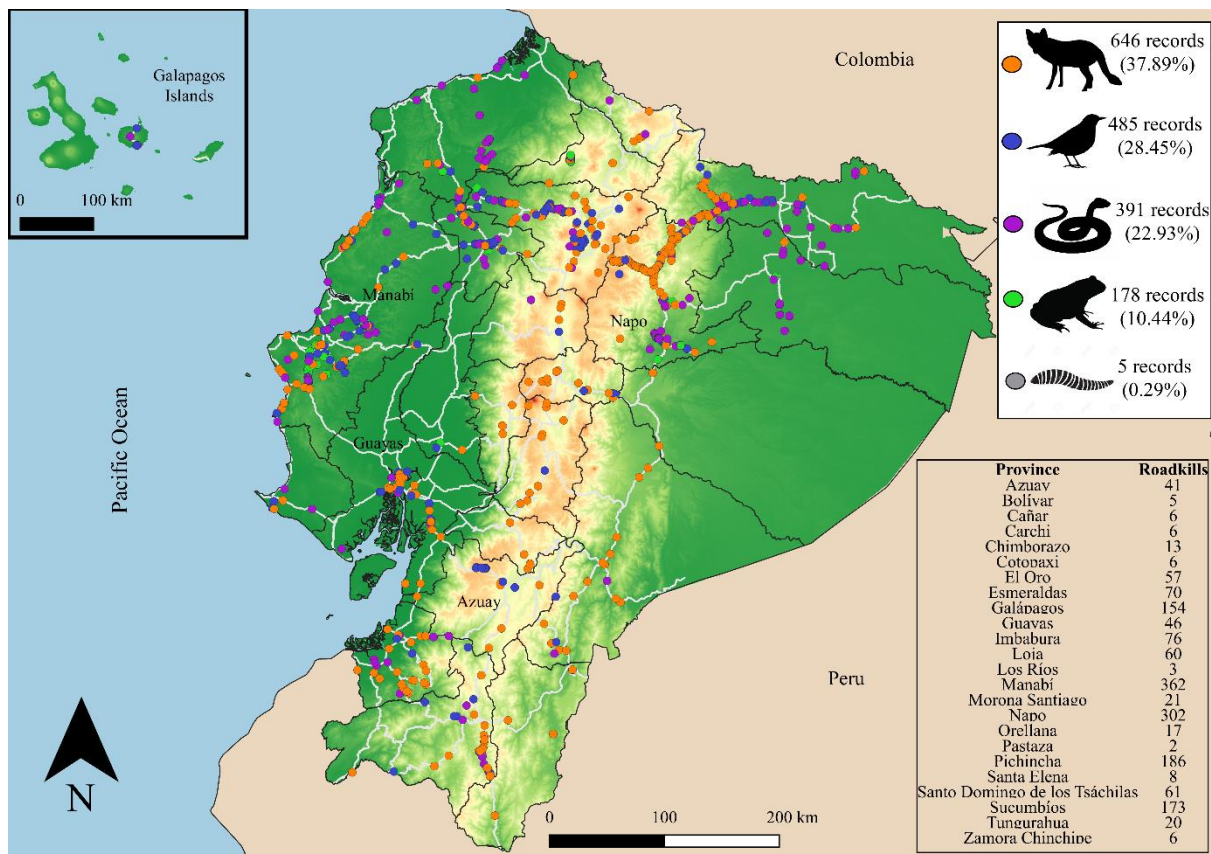 Galapagos
Islands
0 100 km
Colombia
Pacific Ocean
Manabí
Napo
Guayas
Azuay
Peru
N
0 100 200 km
646 records
(37.89%)
485 records
(28.45%)
391 records
(22.93%)
178 records
(10.44%)
5 records
(0.29%)
Province Roadkills
Azuay 41
Bolívar 5
Cañar 6
Carchi 6
Chimborazo 13
Cotopaxi 6
El Oro 57
Esmeraldas 70
Galápagos 154
Guayas 46
Imbabura 76
Loja 60
Los Ríos 3
Manabí 362
Morona Santiago 21
Napo 302
Orellana 17
Pastaza 2
Pichincha 186
Santa Elena 8
Santo Domingo de los Tsáchilas 61
Sucumbíos 173
Tungurahua 20
Zamora Chinchipe 6